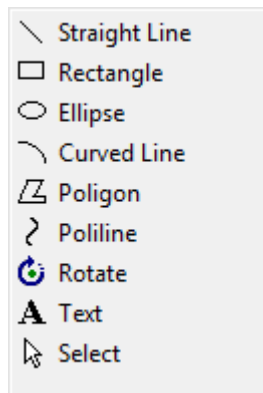 Straight Line
Rectangle
Ellipse
Curved Line
Poligon
Poliline
Rotate
Text
Select